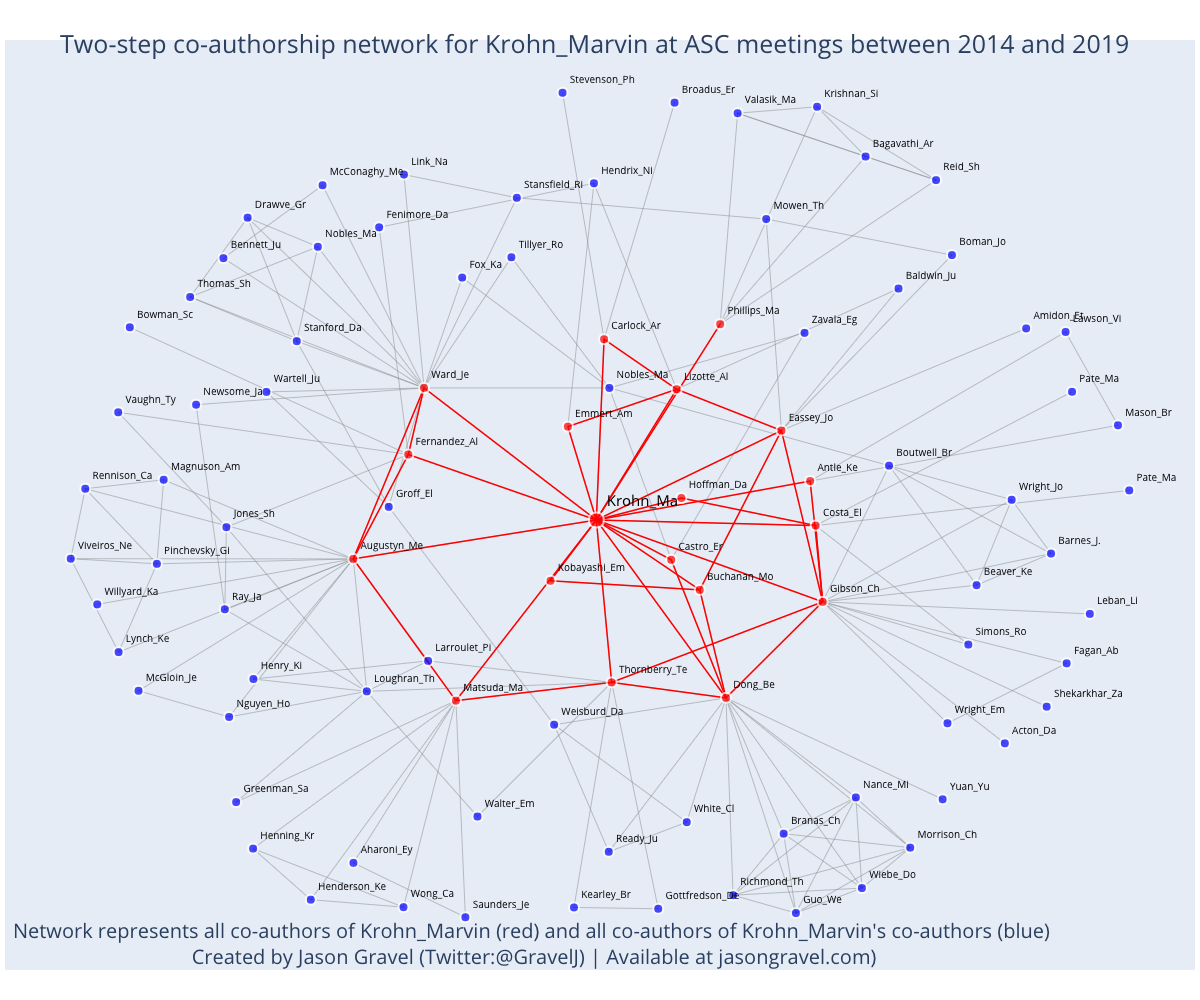 Two-step co-authorship network for Krohn_Marvin at ASC meetings between 2014 and 2019
Stevenson_Ph
Broadus_Er
Valasik_Ma
Krishnan_Si
Bagavathi_Ar
Reid_Sh
Link_Na
McConaghy_Me
Stansfield_Ri
Hendrix_Ni
Drawve_Gr
Fenimore_Da
Mowen_Th
Nobles_Ma
Bennett_Ju
Tillyer_Ro
Boman_Jo
Fox_Ka
Thomas_Sh
Baldwin_Ju
Bowman_Sc
Stanford_Da
Carlock_Ar
Phillips_Ma
Zavala_Eg
Lawson_Vi
Wartell_Ju
Ward_Je
Nobles_Ma
Lizotte_Al
Pate_Ma
Newsome_Ja
Vaughn_Ty
Emmert_Am
Eassey_Jo
Mason_Br
Fernandez_Al
Rennison_Ca
Magnuson_Am
Antle_Ke
Boutwell_Br
Groff_El
Krohn_Ma
Hoffman_Da
Wright_Jo
Pate_Ma
Jones_Sh
Costa_El
Viveiros_Ne
Pinchevsky_Gi
Augustyn_Me
Castro_Er
Barnes_J.
Kobayashi_Em
Buchanan_Mo
Gibson_Ch
Beaver_Ke
Willyard_Ka
Ray_Ja
Leban_Li
Lynch_Ke
Larroulet_Pi
Simons_Ro
Henry_Ki
Loughran_Th
Thornberry_Te
Fagan_Ab
McGloin_Je
Matsuda_Ma
Dong_Be
Shekarkhar_Za
Nguyen_Ho
Weisburd_Da
Wright_Em
Acton_Da
Greenman_Sa
Walter_Em
White_Cl
Nance_Mi
Yuan_Yu
Henning_Kr
Aharoni_Ey
Ready_Ju
Branas_Ch
Morrison_Ch
Henderson_Ke
Wong_Ca
Saunders_Je
Kearley_Br
Gottfredson_De
Richmond_Th
Guo_We
Wiebe_Do
Network represents all co-authors of Krohn_Marvin (red) and all co-authors of Krohn_Marvin's co-authors (blue)
Created by Jason Gravel (Twitter:@GravelJ) | Available at jasongravel.com)